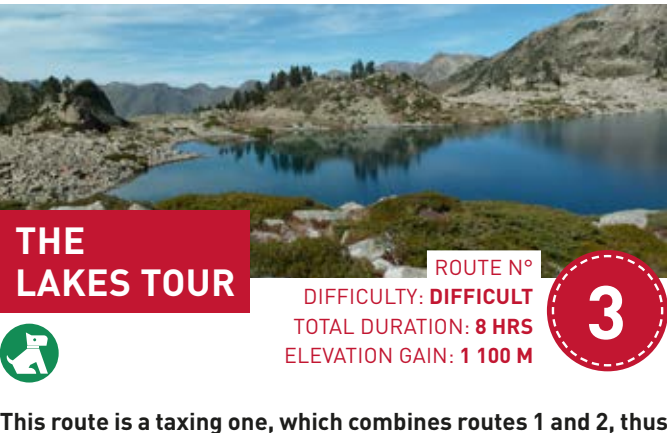 THE
LAKES TOUR
ROUTE N°
3
DIFFICULTY: DIFFICULT
TOTAL DURATION: 8 HRS
ELEVATION GAIN: 1 100 M
This route is a taxing one, which combines routes 1 and 2, thus